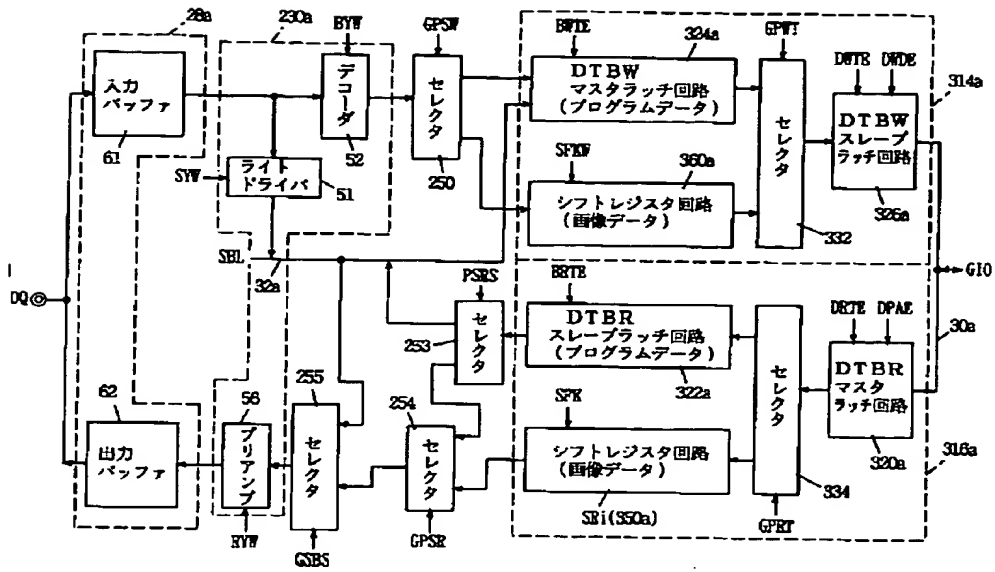 28a
230a
BYW
GPSW
BWTE
324a
GPWT
DWTE
DWDE
314a
入力
バッファ
61
デコーダ
52
セレクタ
250
DTBW
マスタラッチ回路
(プログラムデータ)
セレクタ
DTBW
スレーブ
ラッチ回路
326a
SYW
ライト
ドライバ
51
SFKW
360a
シフトレジスタ回路
(画像データ)
332
SBL
32a
DQ
GIO
PSRS
セレクタ
253
BRTE
DTBR
スレーブラッチ回路
(プログラムデータ)
322a
セレクタ
DRTE
DPAE
30a
DTBR
マスタ
ラッチ回路
320a
62
出力
バッファ
56
プリアンプ
255
セレクタ
254
セレクタ
SFK
シフトレジスタ回路
(画像データ)
334
316a
RYW
GSBS
GPSR
SRi(350a)
GPRT